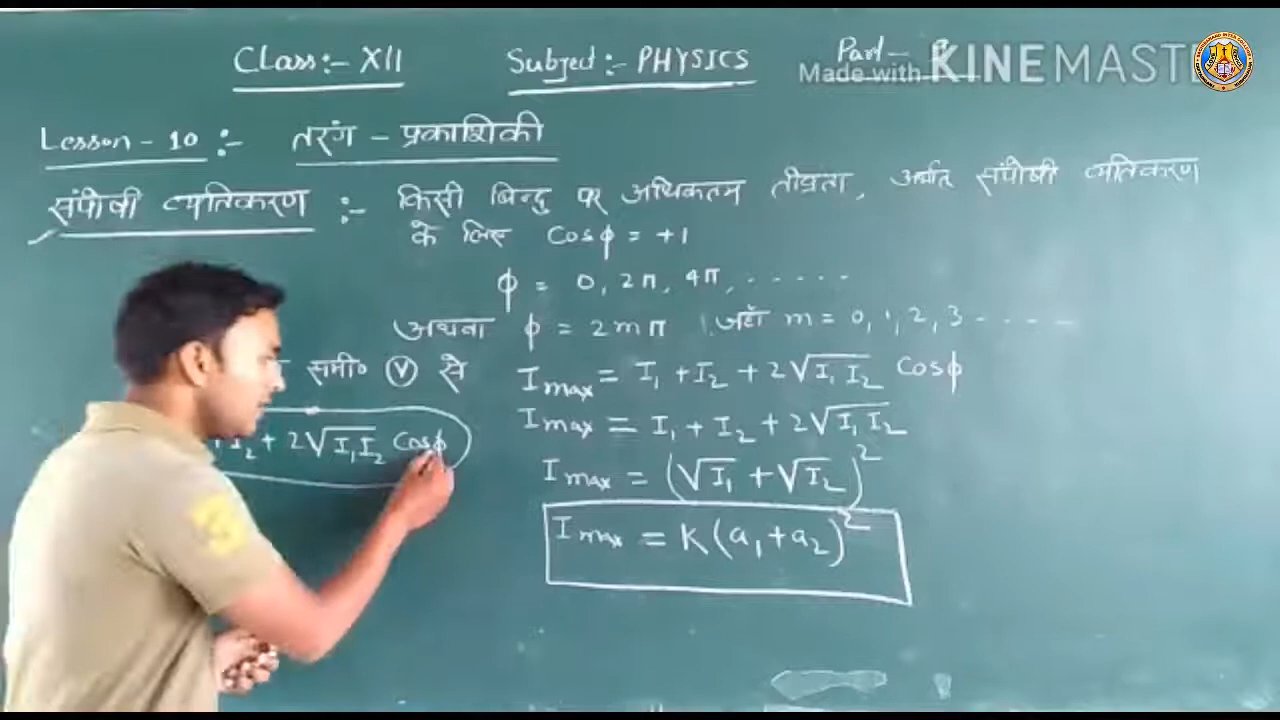 Class:- XII Subject:- PHYSICS Part-
Made with KINEMASTER
Lesson - 10 :- तरंग - प्रकाशिकी
संपोषी व्यतिकरण :- किसी बिन्दु पर अधिकतम तीव्रता, अर्थात संपोषी व्यतिकरण
के लिए Cosϕ = +1
ϕ = 0, 2π, 4π, ......
अथवा ϕ = 2mπ जहाँ m = 0, 1, 2, 3 .....
समी० (V) से I max = I₁ + I₂ + 2√I₁I₂ Cosϕ
I₂ + 2√I₁I₂ Cosϕ
I max = I₁ + I₂ + 2√I₁I₂
I max = (√I₁ + √I₂)²
I max = K(a₁+a₂)²
3